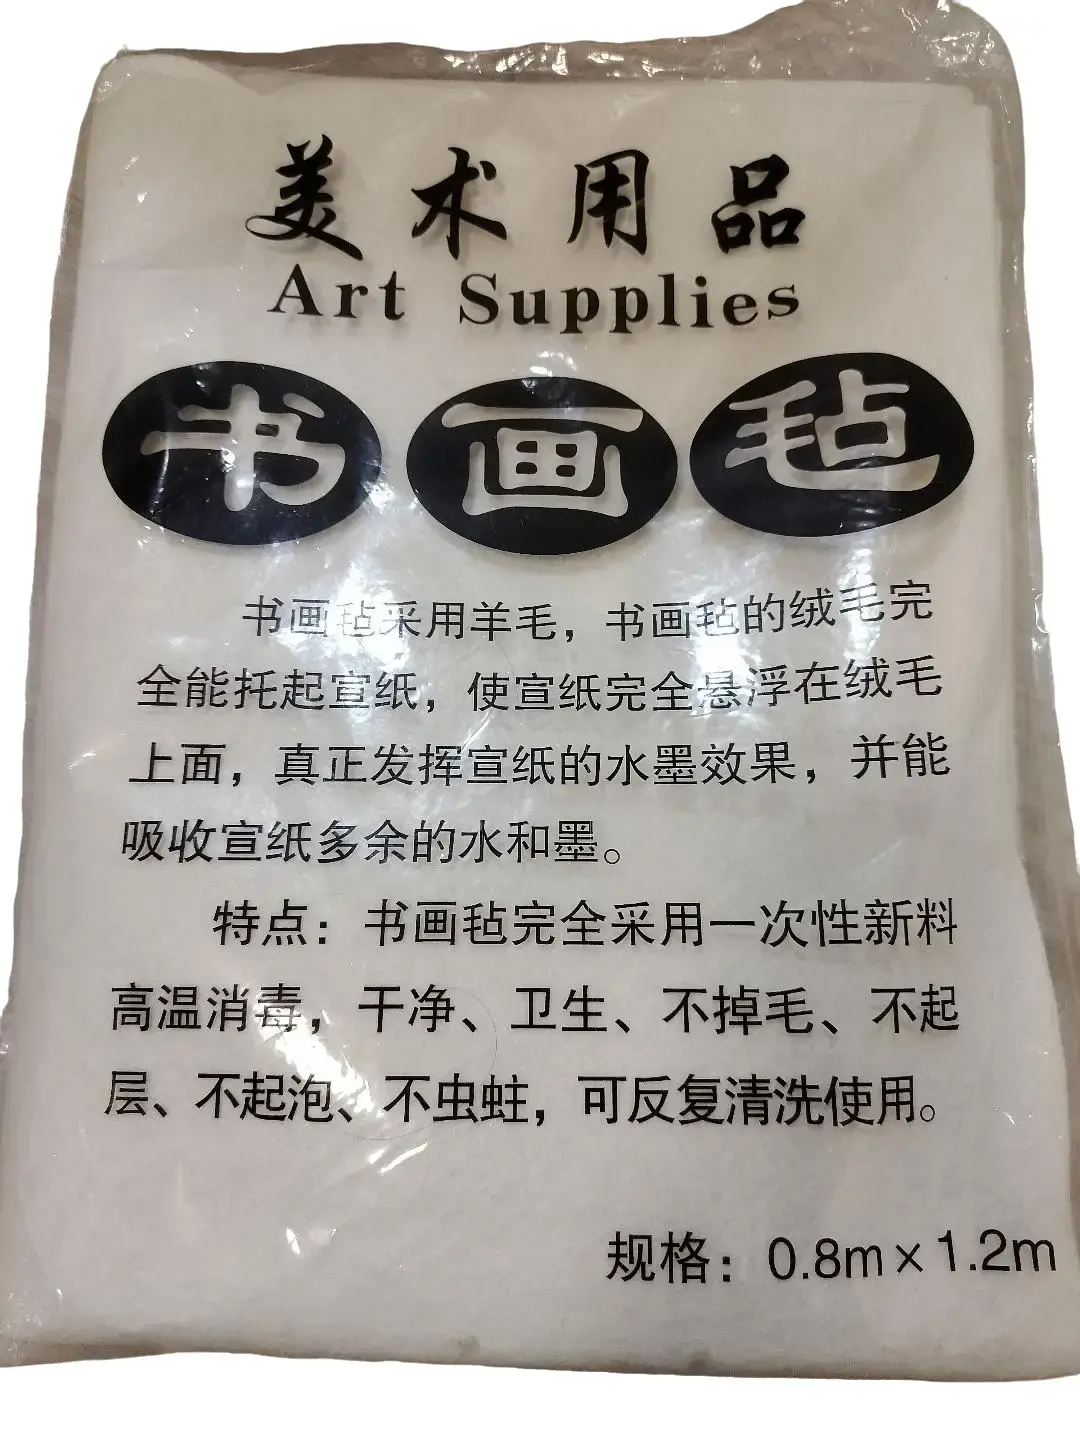 美术用品
Art Supplies
书画毡
书画毡采用羊毛，书画毡的绒毛完
全能托起宣纸，使宣纸完全悬浮在绒毛
上面，真正发挥宣纸的水墨效果，并能
吸收宣纸多余的水和墨。
特点：书画毡完全采用一次性新料
高温消毒，干净、卫生、不掉毛、不起
层、不起泡、不虫蛀，可反复清洗使用。
规格：0.8m×1.2m